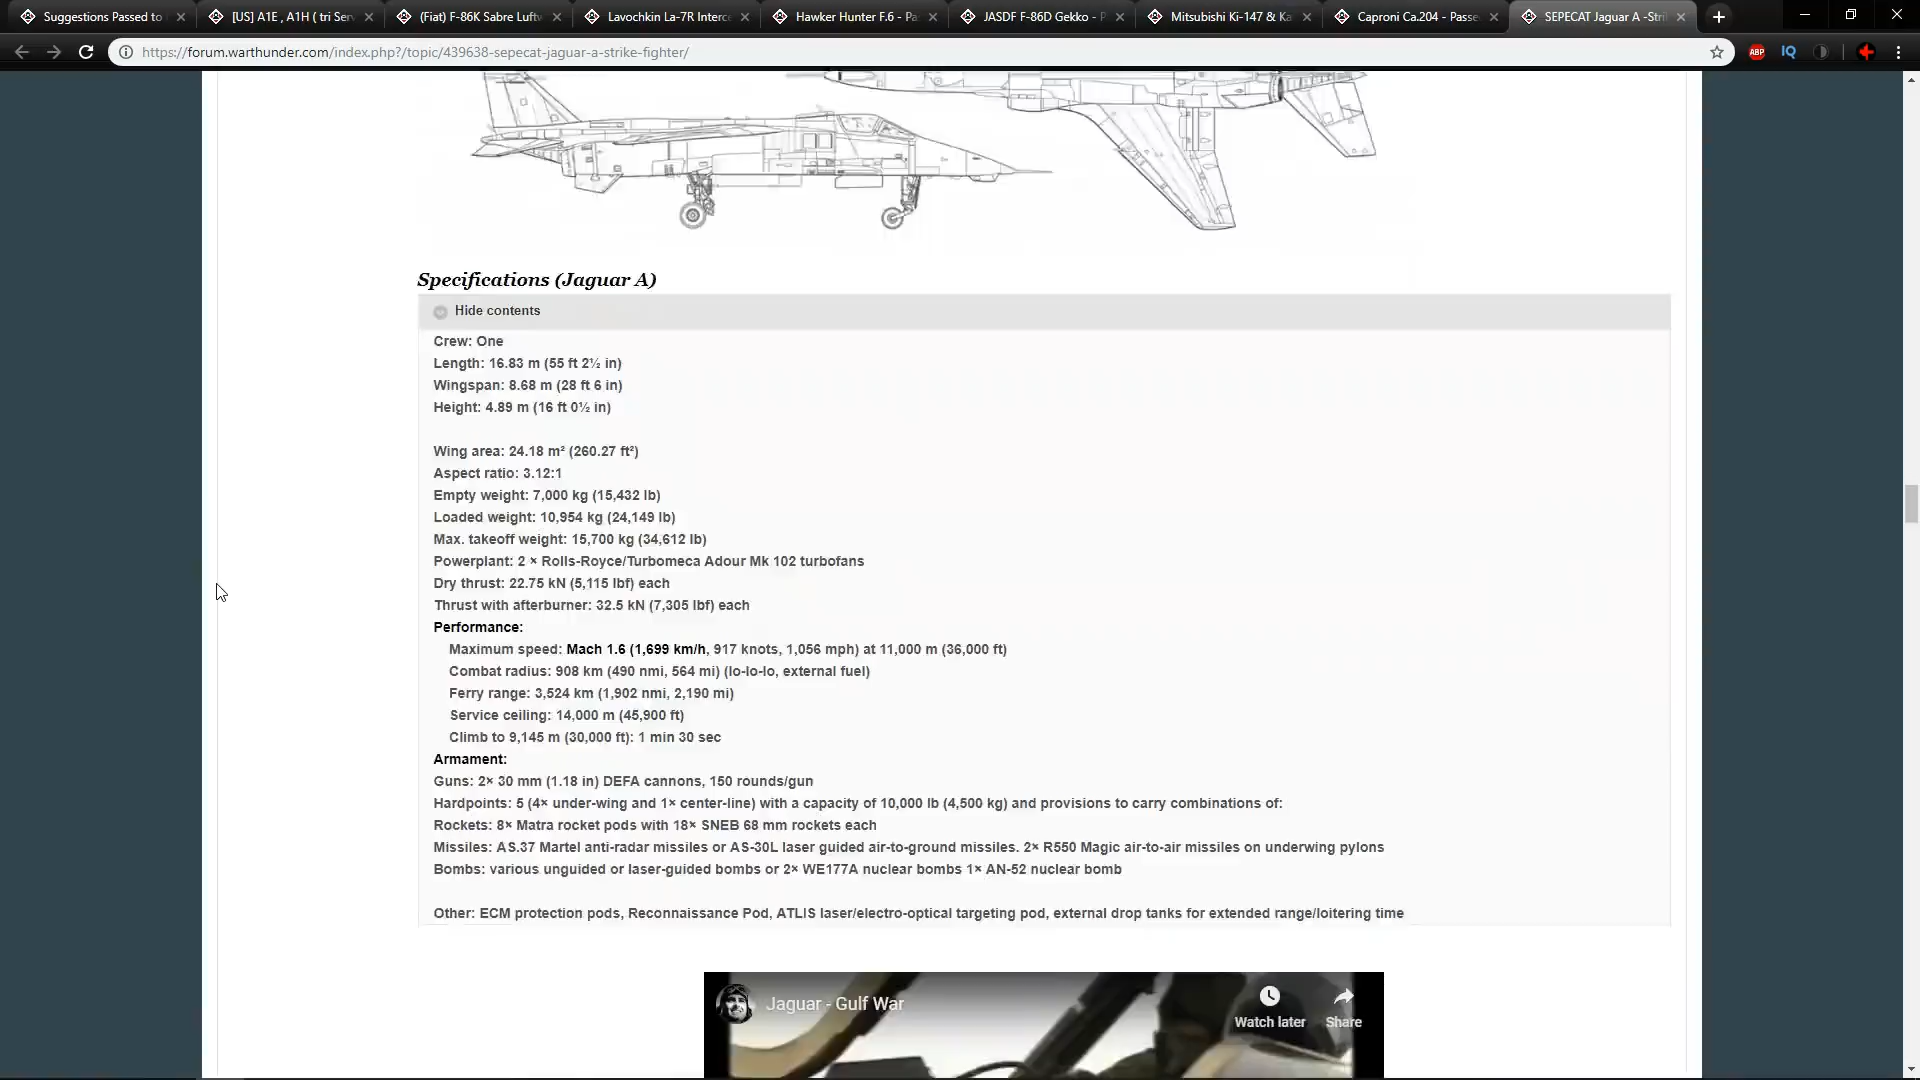 Suggestions Passed to
[US] A1E , A1H ( tri Serv
(Fiat) F-86K Sabre Luftw
Lavochkin La-7R Interce
Hawker Hunter F.6 - Pa
JASDF F-86D Gekko - P
Mitsubishi Ki-147 & Ka
Caproni Ca.204 - Passe
SEPECAT Jaguar A -Stri
https://forum.warthunder.com/index.php?/topic/439638-sepecat-jaguar-a-strike-fighter/
ABP
IQ
Specifications (Jaguar A)
Hide contents
Crew: One
Length: 16.83 m (55 ft 2½ in)
Wingspan: 8.68 m (28 ft 6 in)
Height: 4.89 m (16 ft 0½ in)
Wing area: 24.18 m² (260.27 ft²)
Aspect ratio: 3.12:1
Empty weight: 7,000 kg (15,432 lb)
Loaded weight: 10,954 kg (24,149 lb)
Max. takeoff weight: 15,700 kg (34,612 lb)
Powerplant: 2 × Rolls-Royce/Turbomeca Adour Mk 102 turbofans
Dry thrust: 22.75 kN (5,115 lbf) each
Thrust with afterburner: 32.5 kN (7,305 lbf) each
Performance:
Maximum speed: Mach 1.6 (1,699 km/h, 917 knots, 1,056 mph) at 11,000 m (36,000 ft)
Combat radius: 908 km (490 nmi, 564 mi) (lo-lo-lo, external fuel)
Ferry range: 3,524 km (1,902 nmi, 2,190 mi)
Service ceiling: 14,000 m (45,900 ft)
Climb to 9,145 m (30,000 ft): 1 min 30 sec
Armament:
Guns: 2× 30 mm (1.18 in) DEFA cannons, 150 rounds/gun
Hardpoints: 5 (4× under-wing and 1× center-line) with a capacity of 10,000 lb (4,500 kg) and provisions to carry combinations of:
Rockets: 8× Matra rocket pods with 18× SNEB 68 mm rockets each
Missiles: AS.37 Martel anti-radar missiles or AS-30L laser guided air-to-ground missiles. 2× R550 Magic air-to-air missiles on underwing pylons
Bombs: various unguided or laser-guided bombs or 2× WE177A nuclear bombs 1× AN-52 nuclear bomb
Other: ECM protection pods, Reconnaissance Pod, ATLIS laser/electro-optical targeting pod, external drop tanks for extended range/loitering time
Jaguar - Gulf War
Watch later
Share